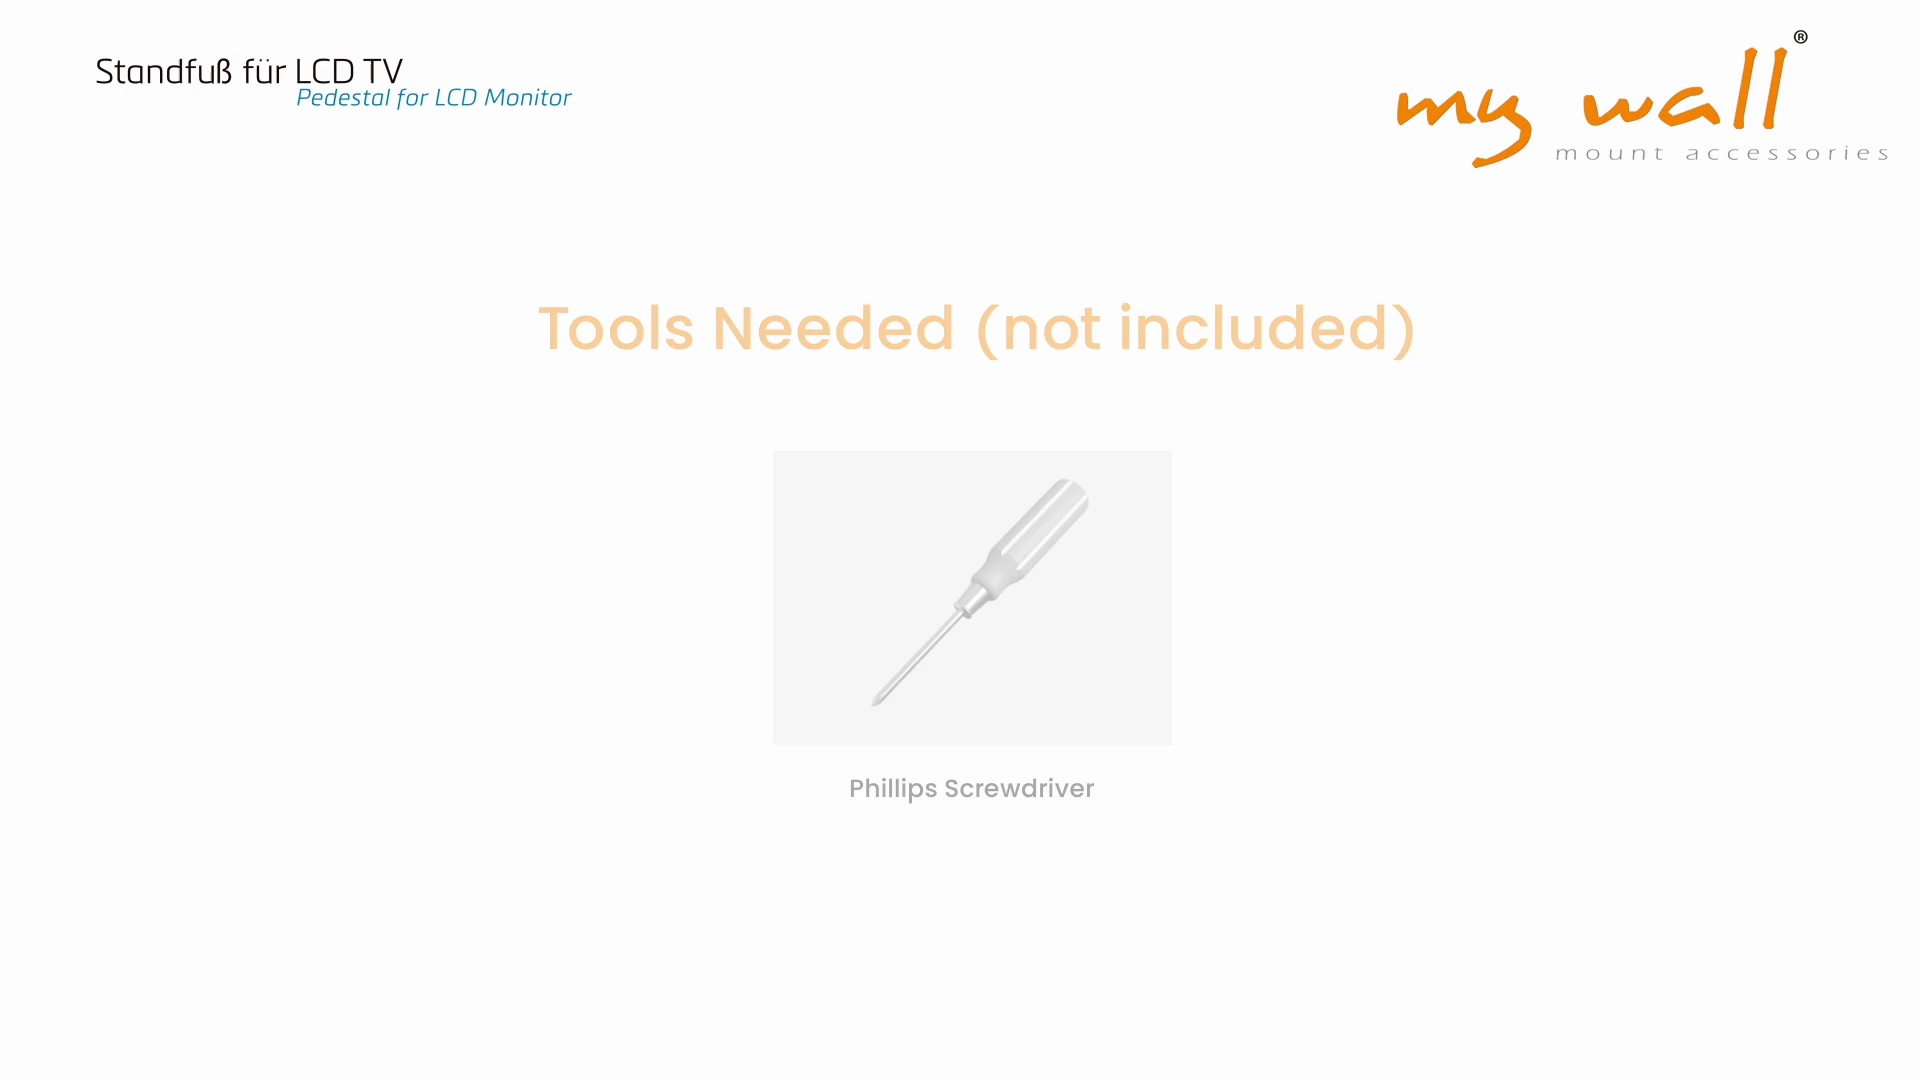 Standfuß für LCD TV
Pedestal for LCD Monitor
my wall®
mount accessories
Tools Needed (not included)
Phillips Screwdriver